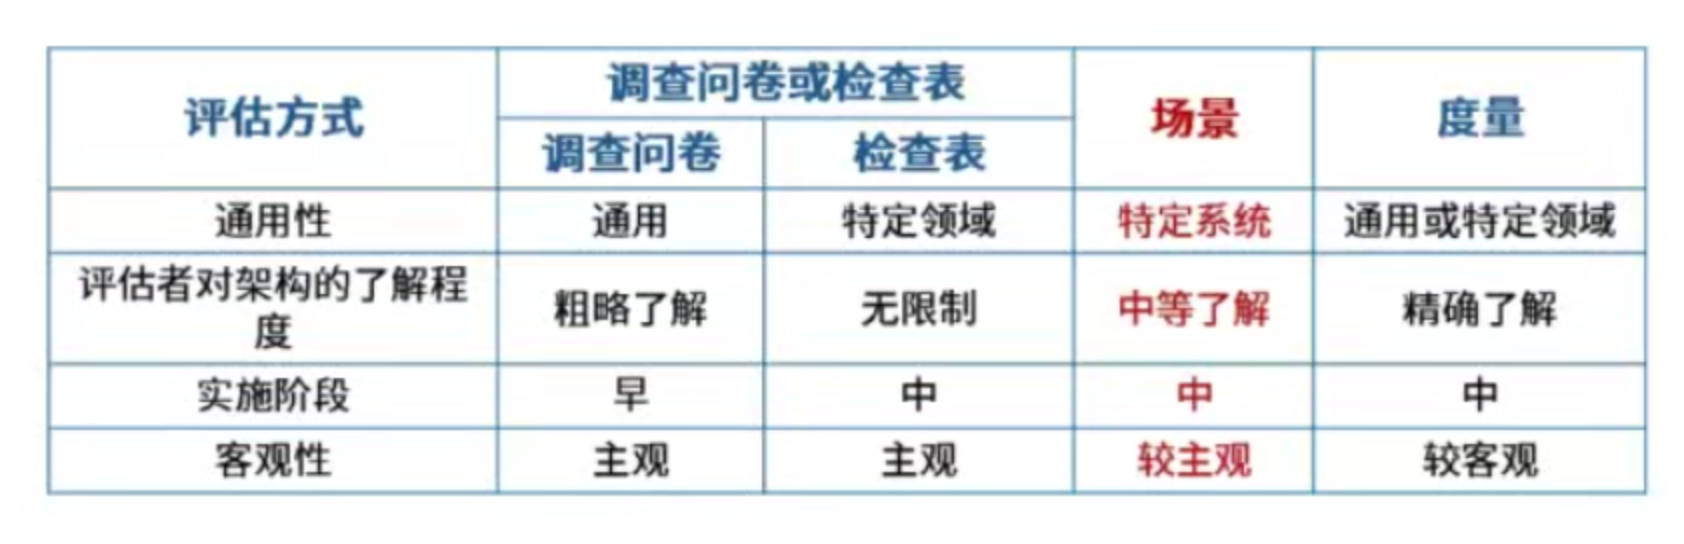 评估方式 调查问卷或检查表 场景 度量
调查问卷 检查表
通用性 通用 特定领域 特定系统 通用或特定领域
评估者对架构的了解程
度 粗略了解 无限制 中等了解 精确了解
实施阶段 早 中 中 中
客观性 主观 主观 较主观 较客观